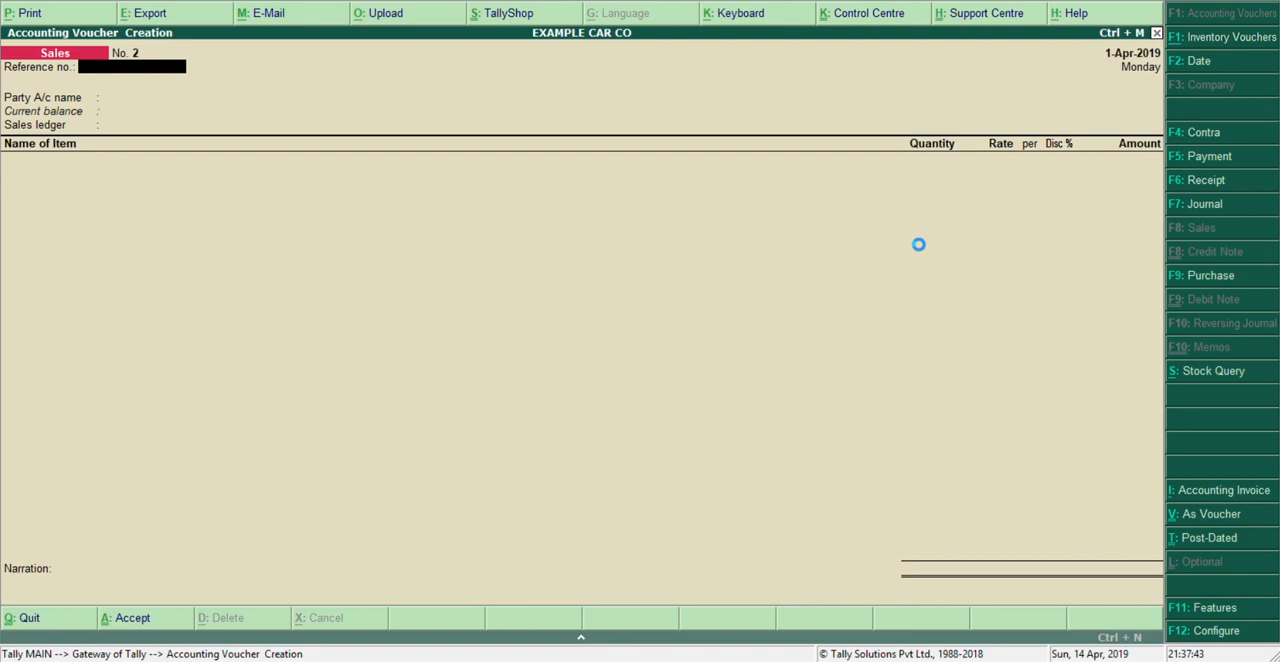 P: Print E: Export M: E-Mail O: Upload S: TallyShop G: Language K: Keyboard K: Control Centre H: Support Centre H: Help
Accounting Voucher Creation EXAMPLE CAR CO Ctrl + M
Sales No. 2 1-Apr-2019
Reference no.: Monday
Party A/c name :
Current balance :
Sales ledger :
Name of Item Quantity Rate per Disc % Amount
Narration:
Q: Quit A: Accept D: Delete X: Cancel
Ctrl + N
Tally MAIN --> Gateway of Tally --> Accounting Voucher Creation © Tally Solutions Pvt Ltd., 1988-2018 Sun, 14 Apr, 2019 21:37:43
F1: Accounting Vouchers
F1: Inventory Vouchers
F2: Date
F3: Company
F4: Contra
F5: Payment
F6: Receipt
F7: Journal
F8: Sales
F8: Credit Note
F9: Purchase
F9: Debit Note
F10: Reversing Journal
F10: Memos
S: Stock Query
I: Accounting Invoice
V: As Voucher
T: Post-Dated
L: Optional
F11: Features
F12: Configure